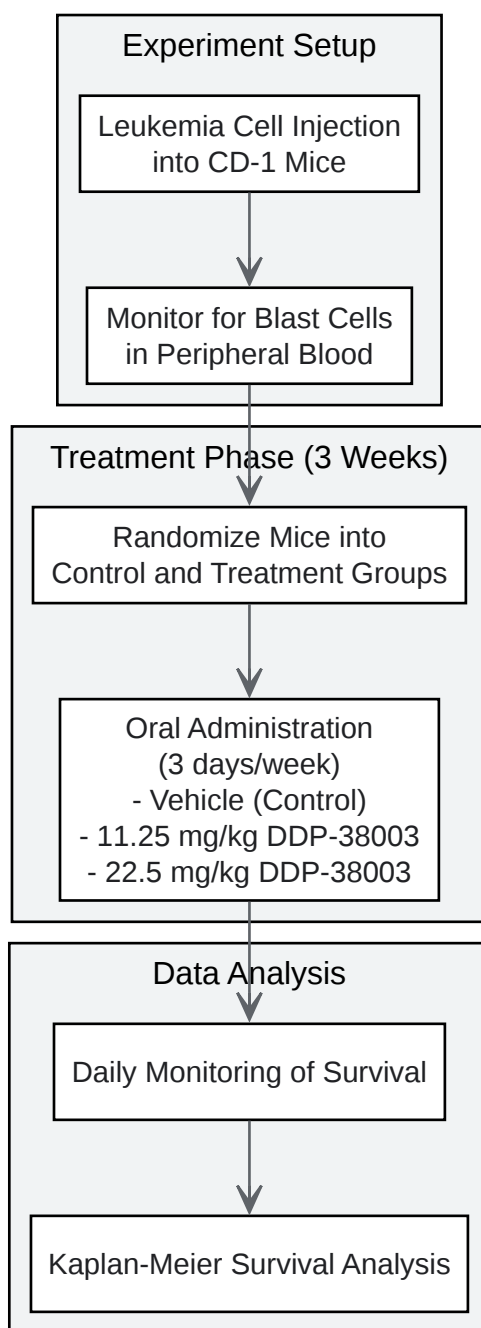 Experiment Setup
Leukemia Cell Injection
into CD-1 Mice
Monitor for Blast Cells
in Peripheral Blood
Treatment Phase (3 Weeks)
Randomize Mice into
Control and Treatment Groups
Oral Administration
(3 days/week)
- Vehicle (Control)
- 11.25 mg/kg DDP-38003
- 22.5 mg/kg DDP-38003
Data Analysis
Daily Monitoring of Survival
Kaplan-Meier Survival Analysis